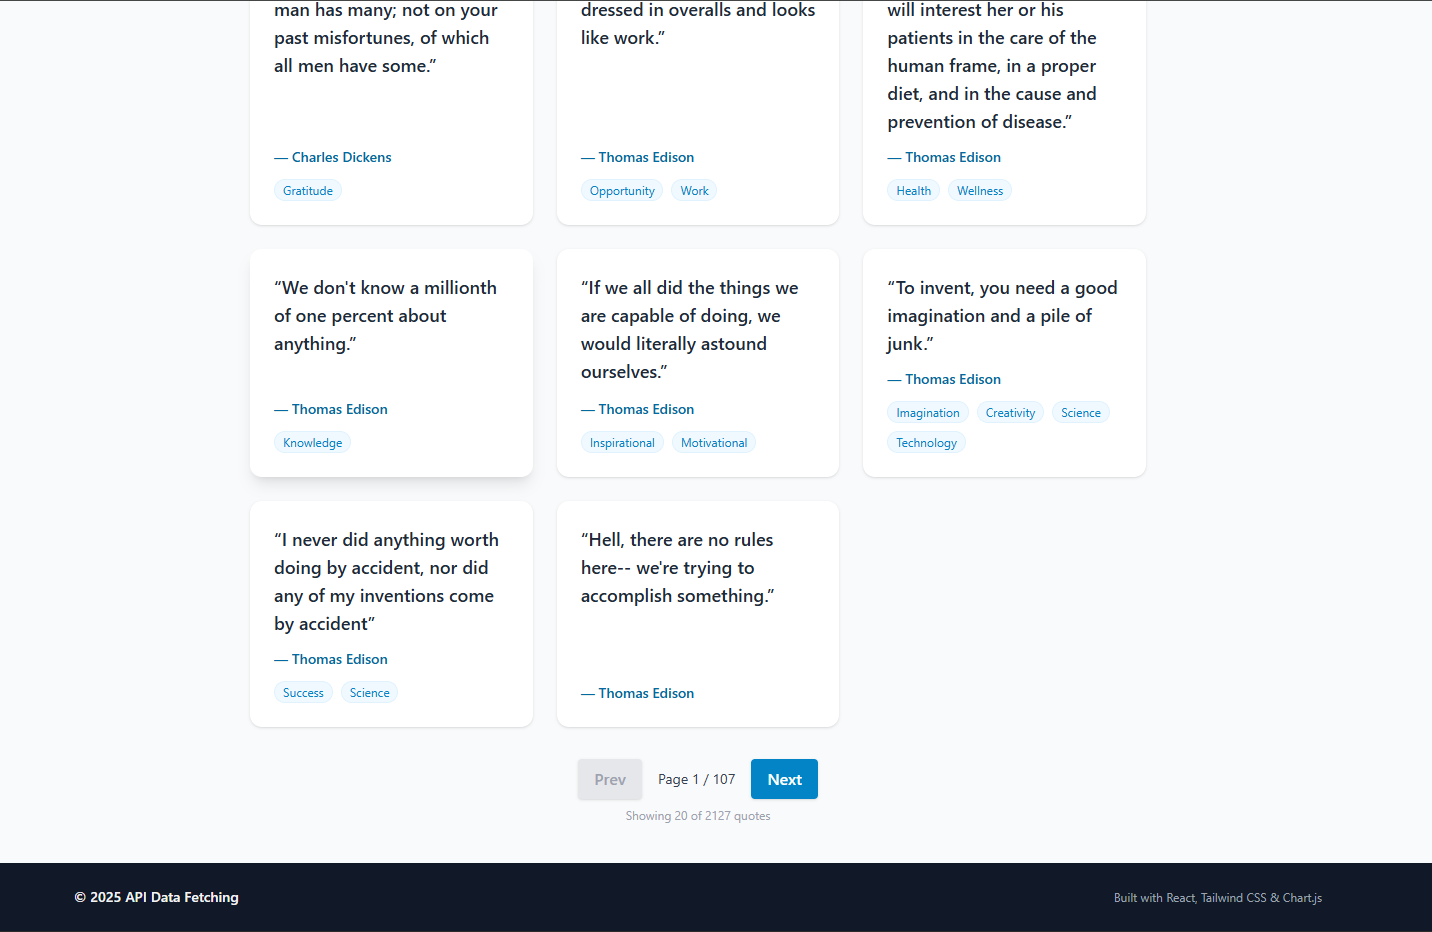 man has many; not on your
past misfortunes, of which
all men have some.”
— Charles Dickens
Gratitude
dressed in overalls and looks
like work.”
— Thomas Edison
Opportunity Work
will interest her or his
patients in the care of the
human frame, in a proper
diet, and in the cause and
prevention of disease.”
— Thomas Edison
Health Wellness
“We don't know a millionth
of one percent about
anything.”
— Thomas Edison
Knowledge
“If we all did the things we
are capable of doing, we
would literally astound
ourselves.”
— Thomas Edison
Inspirational Motivational
“To invent, you need a good
imagination and a pile of
junk.”
— Thomas Edison
Imagination Creativity Science
Technology
“I never did anything worth
doing by accident, nor did
any of my inventions come
by accident”
— Thomas Edison
Success Science
“Hell, there are no rules
here-- we're trying to
accomplish something.”
— Thomas Edison
Prev Page 1 / 107 Next
Showing 20 of 2127 quotes
© 2025 API Data Fetching
Built with React, Tailwind CSS & Chart.js